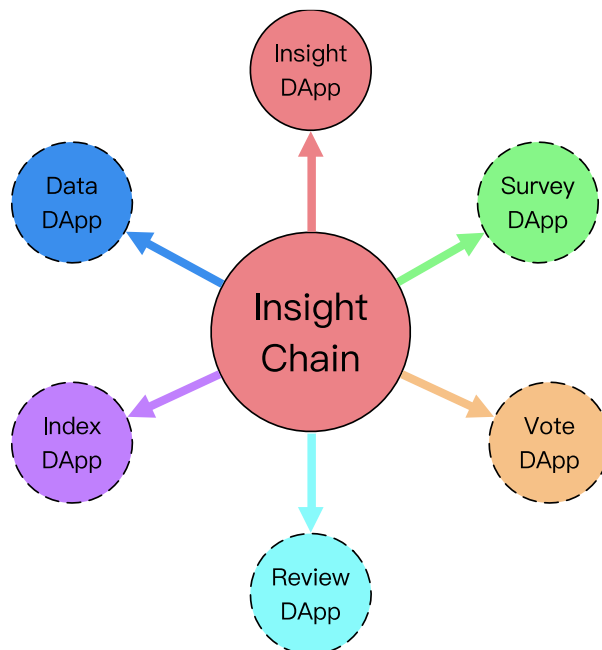 Insight
DApp
Data
DApp
Survey
DApp
Insight
Chain
Index
DApp
Vote
DApp
Review
DApp